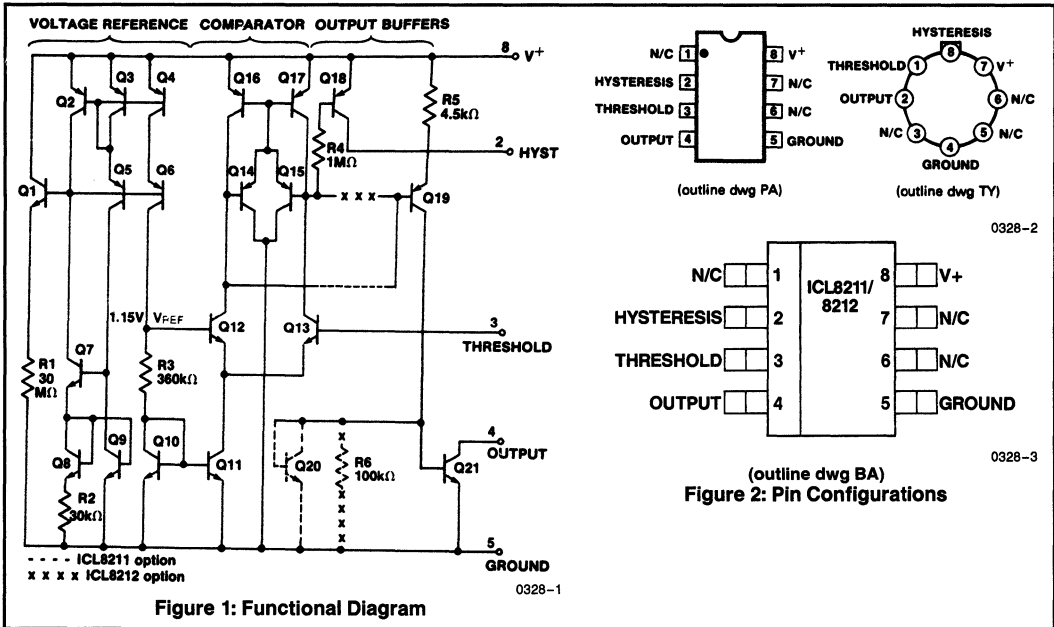 VOLTAGE REFERENCE COMPARATOR OUTPUT BUFFERS
8 V+
Q3 Q4 Q16 Q17 Q18
Q2
R5
4.5kΩ
R4
1MΩ
2
HYST
Q14 Q15
Q1 Q5 Q6
x x x
Q19
1.15V VREF
Q12 Q13
3
THRESHOLD
R1
30
MΩ
Q7
R3
360kΩ
4
OUTPUT
Q8 Q9 Q10 Q11
Q20
R6
100kΩ
Q21
R2
30kΩ
5
GROUND
- - - - ICL8211 option
x x x x ICL8212 option
0328-1
Figure 1: Functional Diagram
N/C 1
HYSTERESIS 2
THRESHOLD 3
OUTPUT 4
8 V+
7 N/C
6 N/C
5 GROUND
(outline dwg PA)
HYSTERESIS
8
THRESHOLD 1
7 V+
OUTPUT 2
6 N/C
N/C 3
5 N/C
4
GROUND
(outline dwg TY)
0328-2
N/C 1
HYSTERESIS 2
THRESHOLD 3
OUTPUT 4
ICL8211/
8212
8 V+
7 N/C
6 N/C
5 GROUND
0328-3
(outline dwg BA)
Figure 2: Pin Configurations